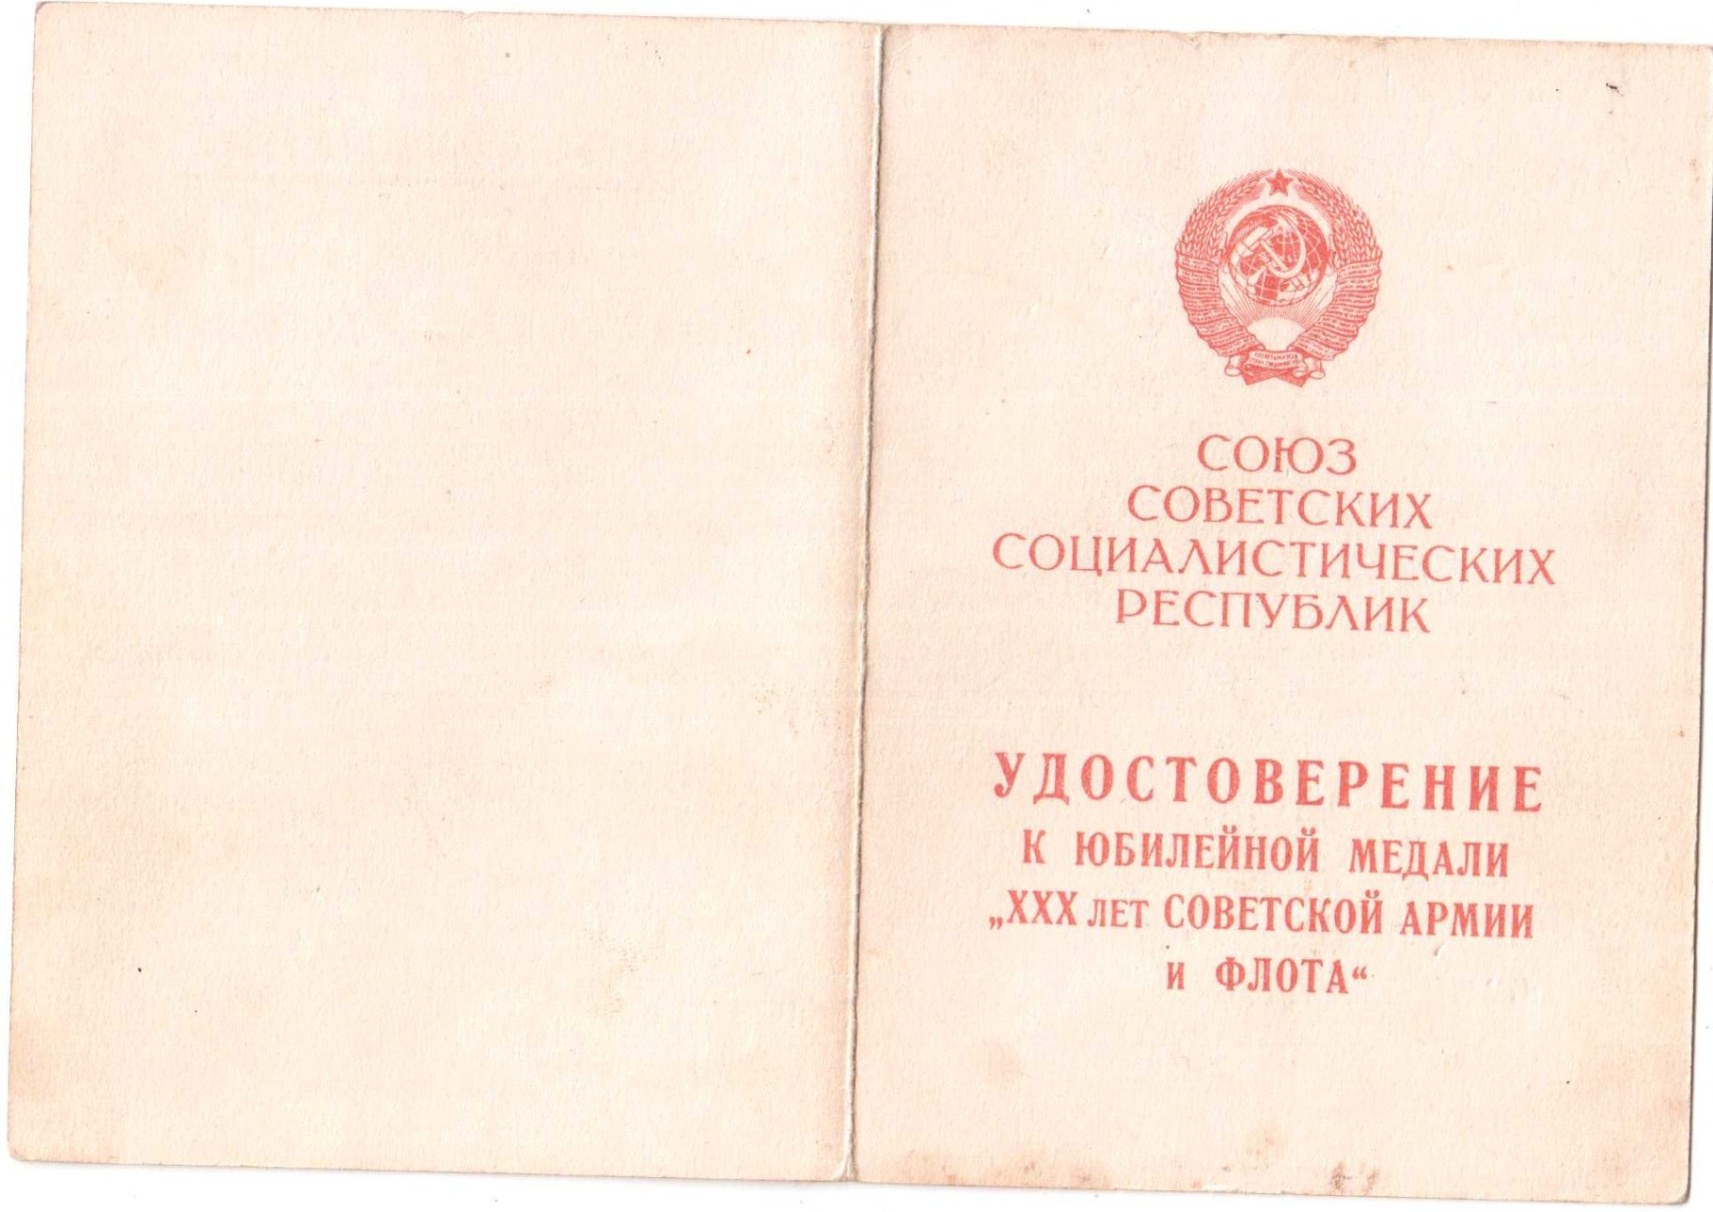 СОЮЗ
СОВЕТСКИХ
СОЦИАЛИСТИЧЕСКИХ
РЕСПУБЛИК
УДОСТОВЕРЕНИЕ
К ЮБИЛЕЙНОЙ МЕДАЛИ
„XXX ЛЕТ СОВЕТСКОЙ АРМИИ
И ФЛОТА“